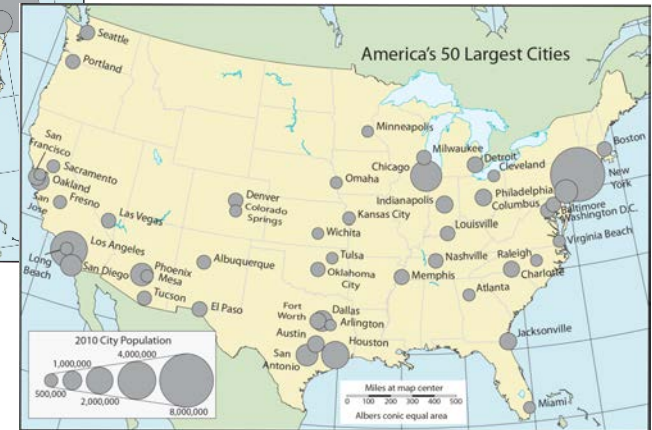 America's 50 Largest Cities
Seattle
Portland
Minneapolis
Boston
San
Francisco
Milwaukee
Detroit
Cleveland
Chicago
New
York
Sacramento
Oakland
Omaha
Philadelphia
San
Jose
Fresno
Denver
Colorado
Springs
Indianapolis
Columbus
Baltimore
Washington D.C.
Las Vegas
Kansas City
Louisville
Virginia Beach
Wichita
Los Angeles
Long
Beach
San Diego
Phoenix
Mesa
Albuquerque
Tulsa
Oklahoma
City
Nashville
Raleigh
Charlotte
Memphis
Tucson
El Paso
Atlanta
Fort
Worth
Dallas
Arlington
Austin
Houston
San
Antonio
Jacksonville
Miami
2010 City Population
4,000,000
1,000,000
500,000
2,000,000
8,000,000
Miles at map center
0 100 200 300 400 500
Albers conic equal area